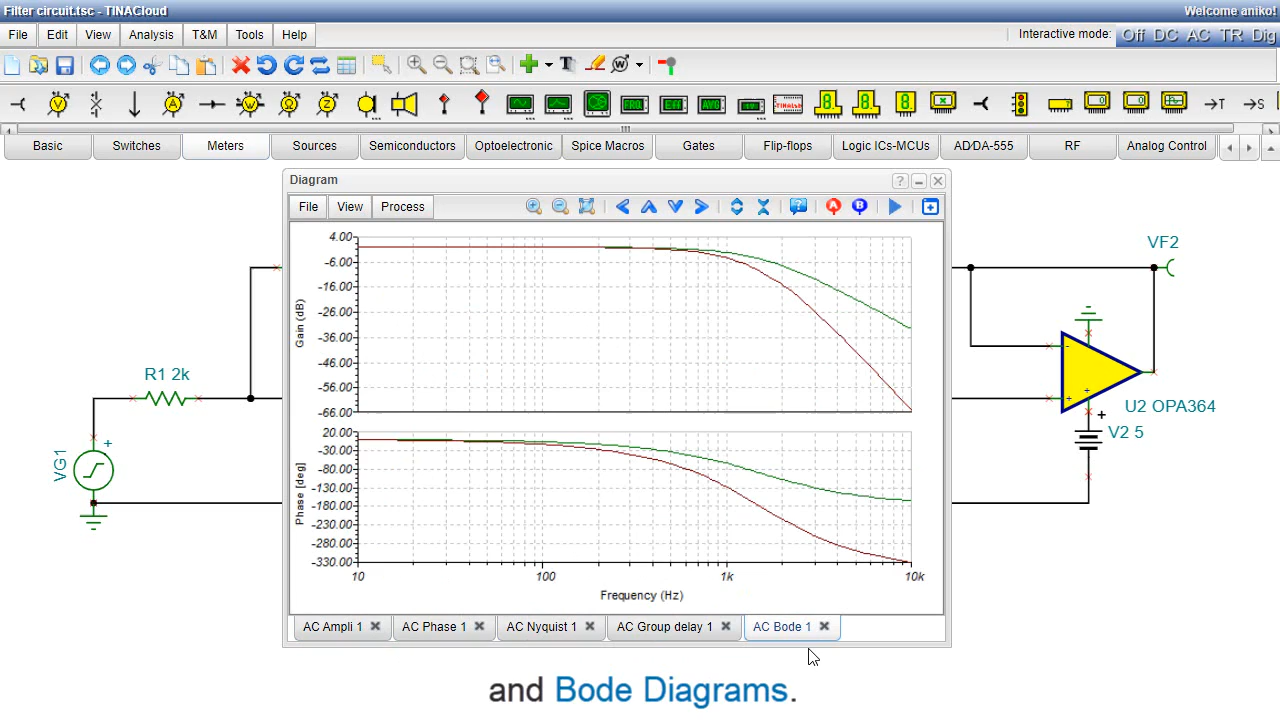 Filter circuit.tsc - TINACloud
Welcome aniko!
File Edit View Analysis T&M Tools Help
Interactive mode: Off DC AC TR Dig
Basic Switches Meters Sources Semiconductors Optoelectronic Spice Macros Gates Flip-flops Logic ICs-MCUs AD/DA-555 RF Analog Control
Diagram
File View Process
4.00
-6.00
-16.00
-26.00
-36.00
-46.00
-56.00
-66.00
Gain (dB)
20.00
-30.00
-80.00
-130.00
-180.00
-230.00
-280.00
-330.00
Phase [deg]
10 100 1k 10k
Frequency (Hz)
AC Ampli 1 AC Phase 1 AC Nyquist 1 AC Group delay 1 AC Bode 1
R1 2k
VG1
+
VF2
U2 OPA364
+
V2 5
and Bode Diagrams.